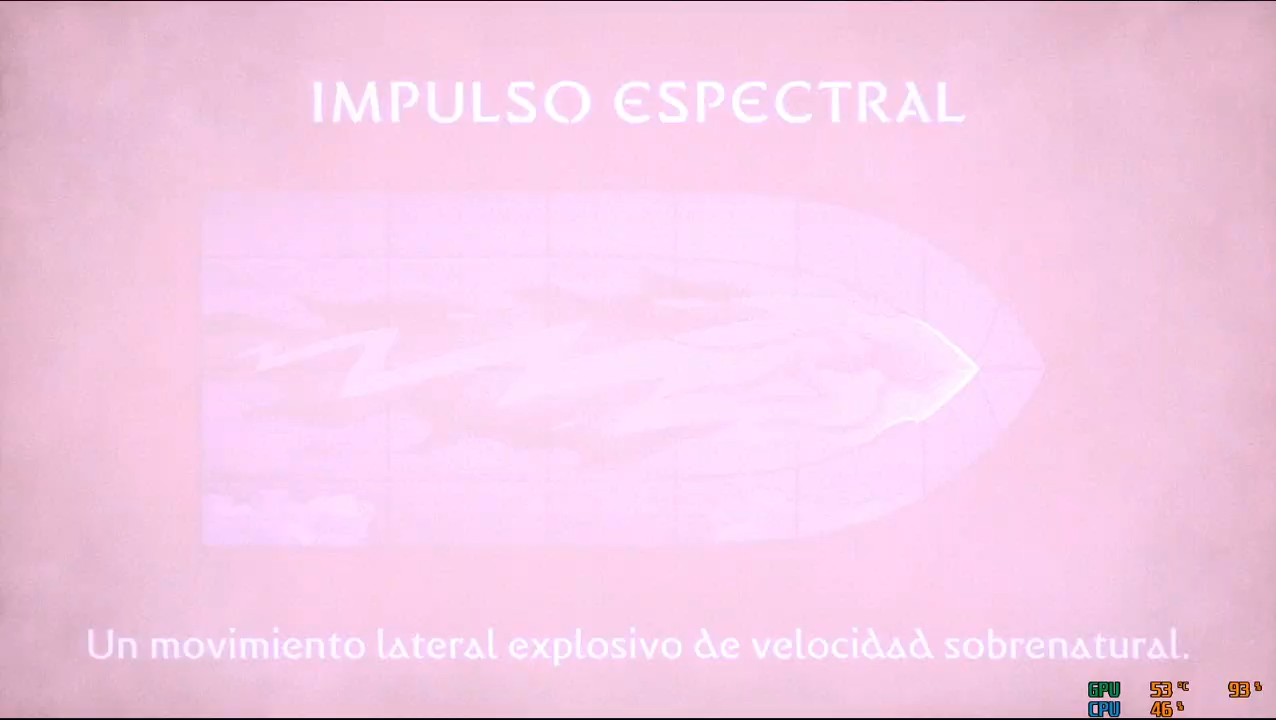 IMPULSO ESPECTRAL
Un movimiento lateral explosivo de velocidad sobrenatural.
GPU 53 °C 93 %
CPU 46 %